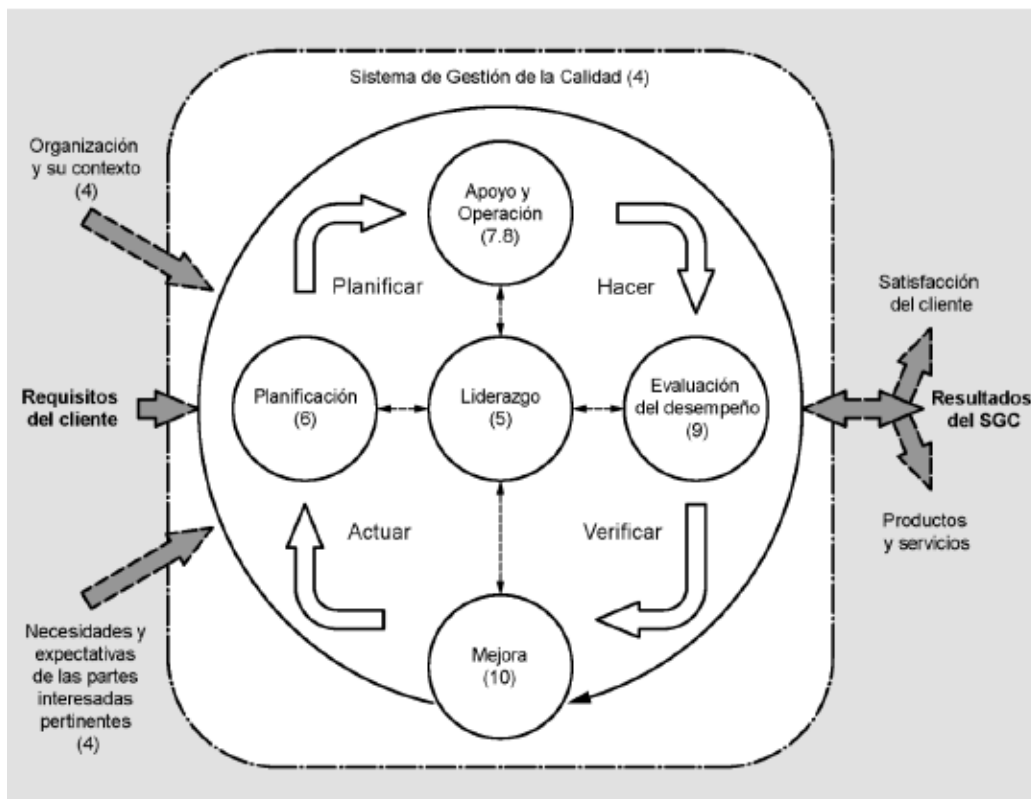 Sistema de Gestión de la Calidad (4)
Organización
y su contexto
(4)
Apoyo y
Operación
(7.8)
Planificar
Hacer
Satisfacción
del cliente
Requisitos
del cliente
Planificación
(6)
Liderazgo
(5)
Evaluación
del desempeño
(9)
Resultados
del SGC
Actuar
Verificar
Productos
y servicios
Necesidades y
expectativas
de las partes
interesadas
pertinentes
(4)
Mejora
(10)